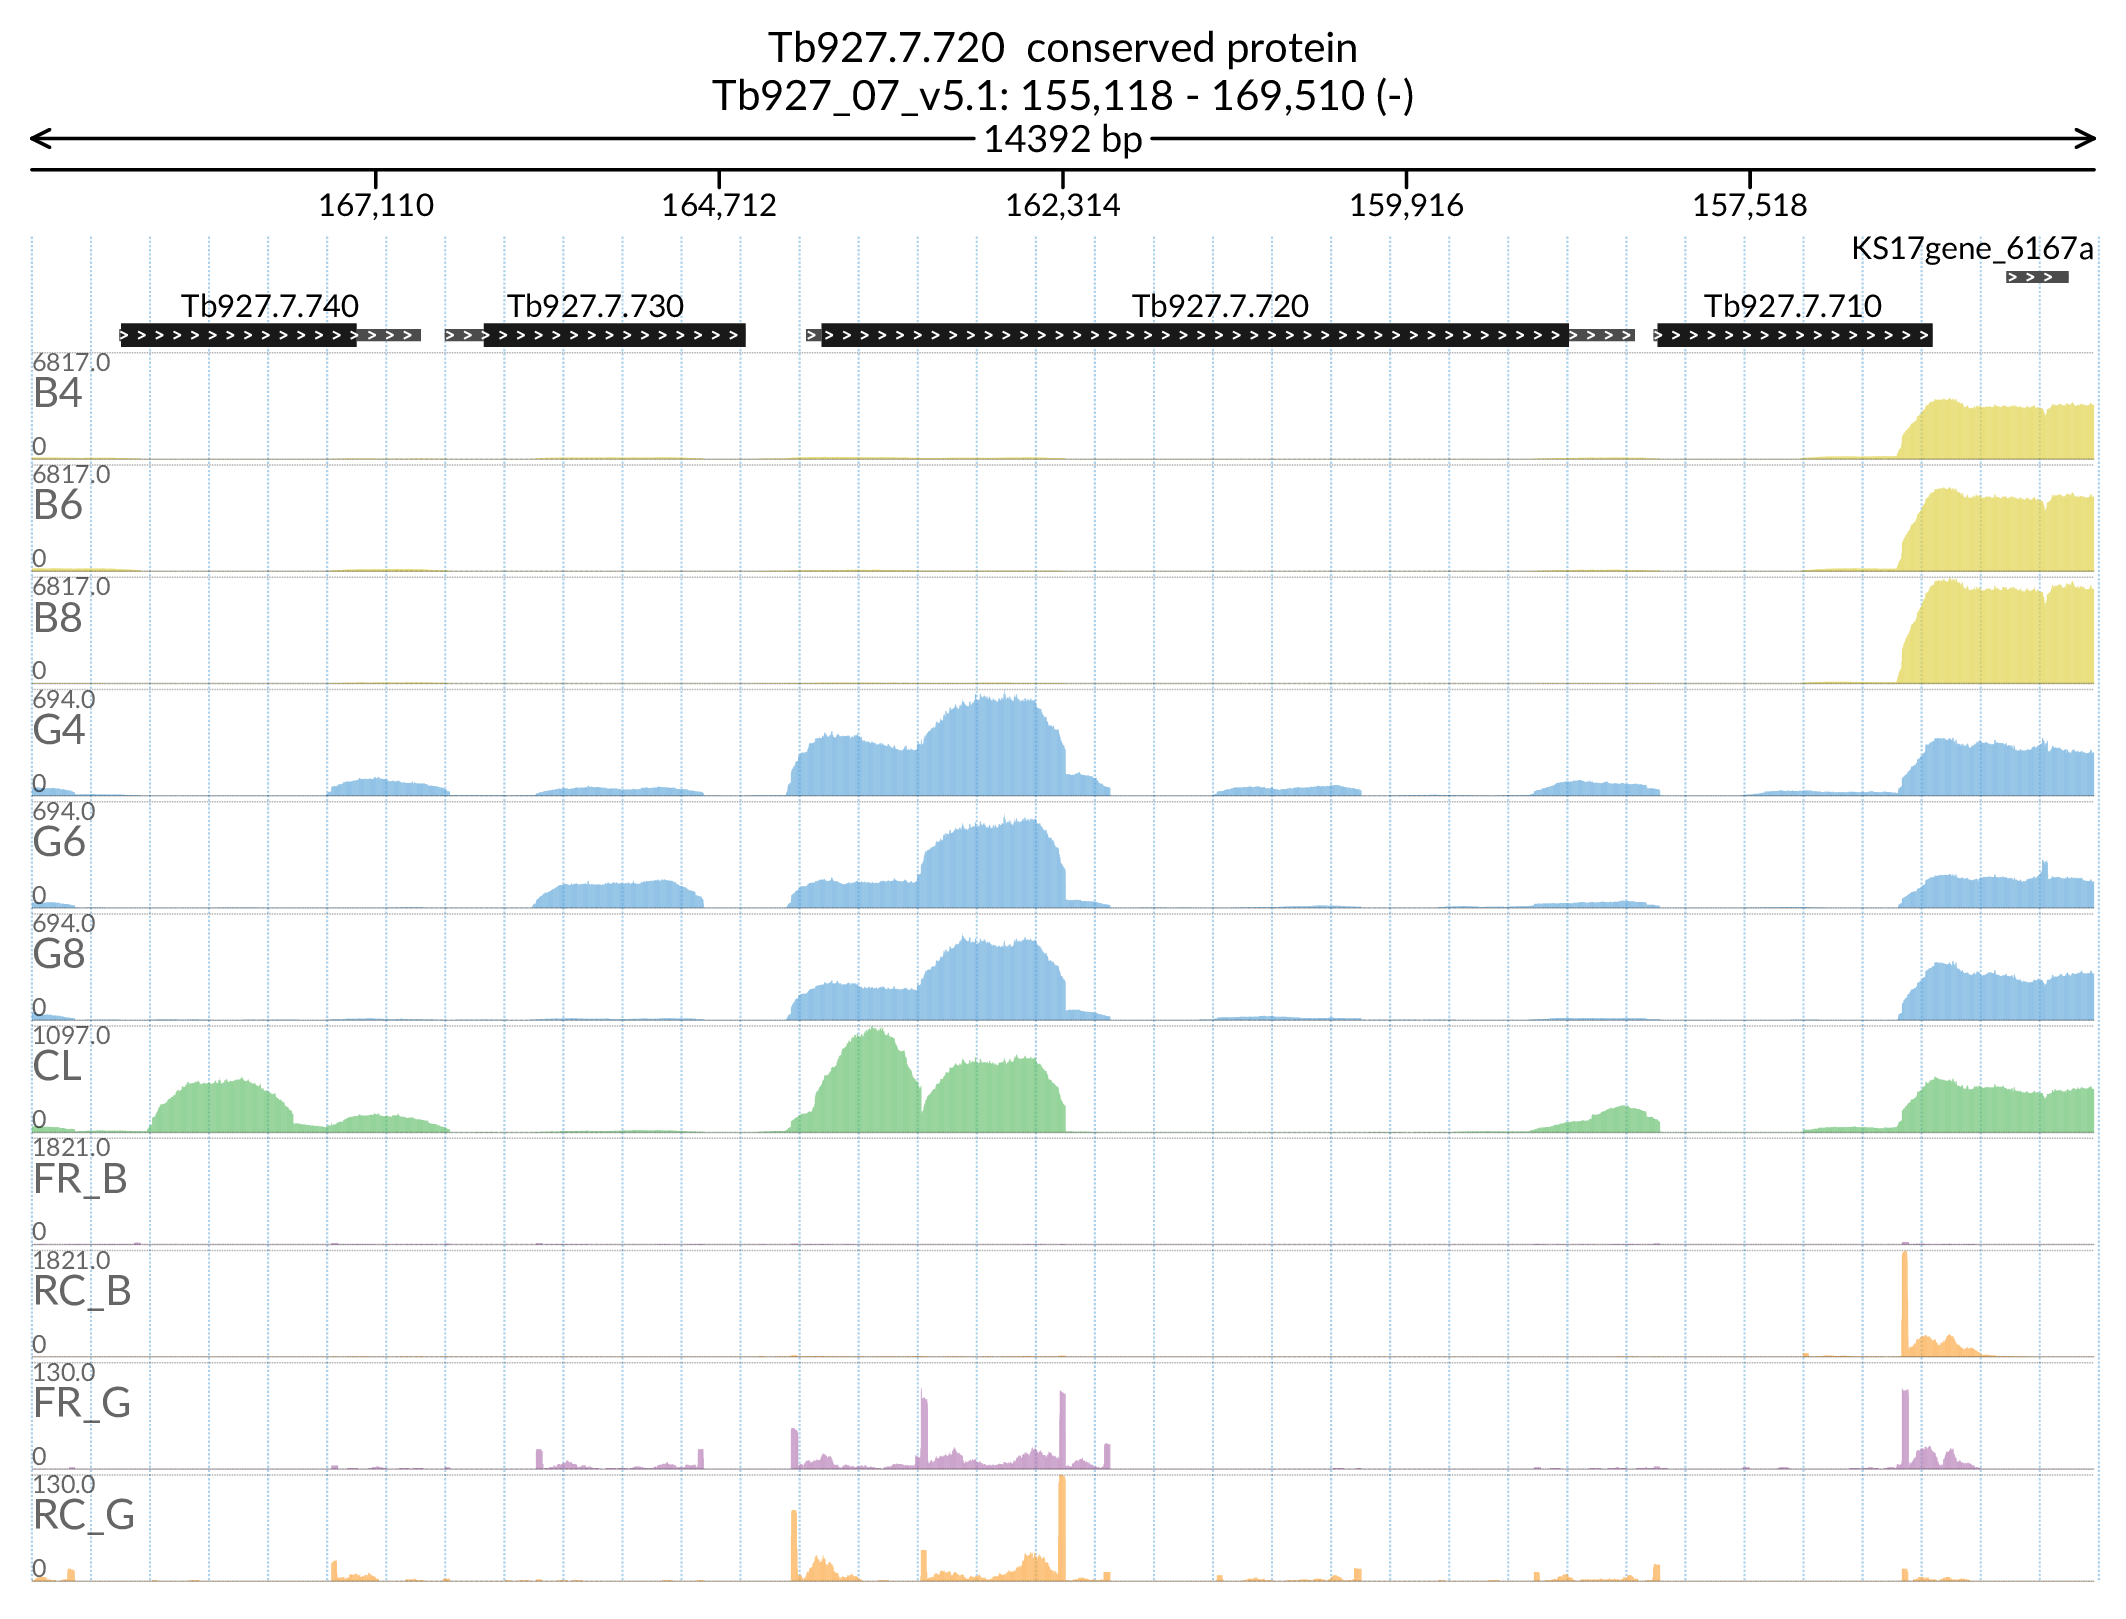 Tb927.7.720 conserved protein
Tb927_07_v5.1: 155,118 - 169,510 (-)
14392 bp
167,110 164,712 162,314 159,916 157,518
KS17gene_6167a
Tb927.7.740 Tb927.7.730 Tb927.7.720 Tb927.7.710
6817.0
B4
0
6817.0
B6
0
6817.0
B8
0
694.0
G4
0
694.0
G6
0
694.0
G8
0
1097.0
CL
0
1821.0
FR_B
0
1821.0
RC_B
0
130.0
FR_G
0
130.0
RC_G
0